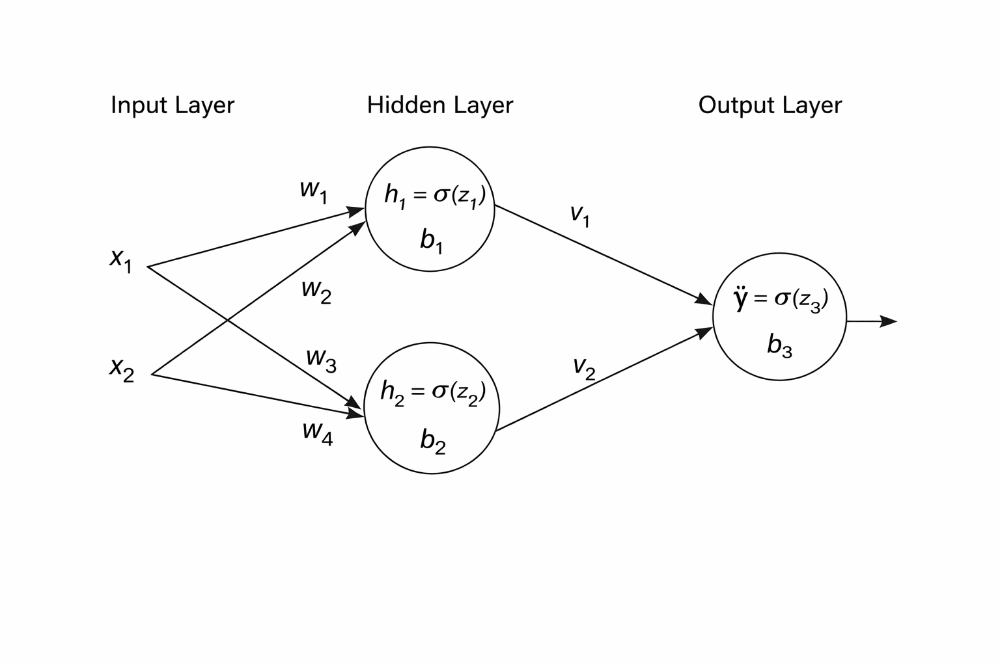 Input Layer
Hidden Layer
Output Layer
x₁
x₂
w₁
w₂
w₃
w₄
h₁ = σ(z₁)
b₁
h₂ = σ(z₂)
b₂
v₁
v₂
ÿ = σ(z₃)
b₃